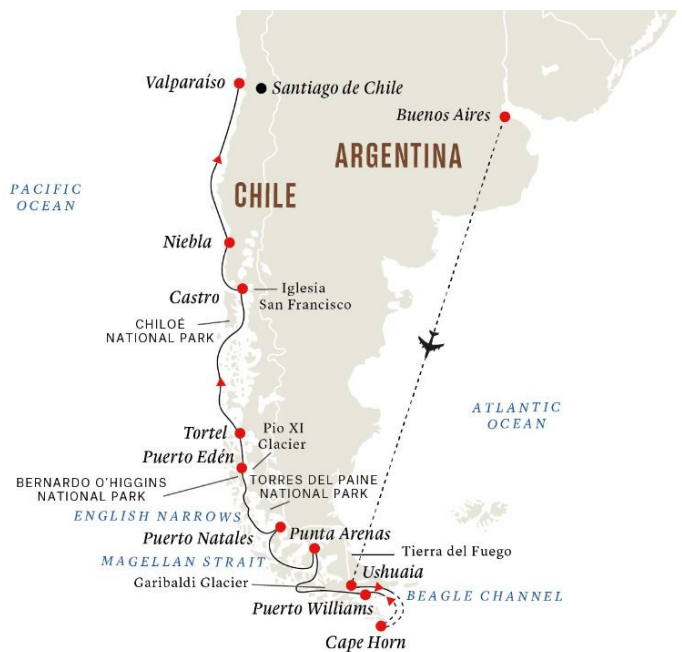 Valparaíso
Santiago de Chile
Buenos Aires
ARGENTINA
PACIFIC
OCEAN
CHILE
Niebla
Castro
Iglesia
San Francisco
CHILOÉ
NATIONAL PARK
ATLANTIC
OCEAN
Tortel
Pio XI
Glacier
Puerto Edén
BERNARDO O’HIGGINS
NATIONAL PARK
TORRES DEL PAINE
NATIONAL PARK
ENGLISH NARROWS
Puerto Natales
Punta Arenas
MAGELLAN STRAIT
Tierra del Fuego
Garibaldi Glacier
Ushuaia
Puerto Williams
BEAGLE CHANNEL
Cape Horn